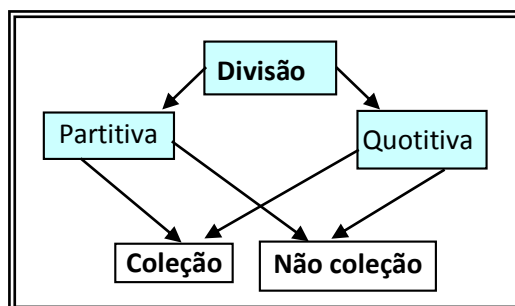 Divisão
Partitiva
Quotitiva
Coleção
Não coleção